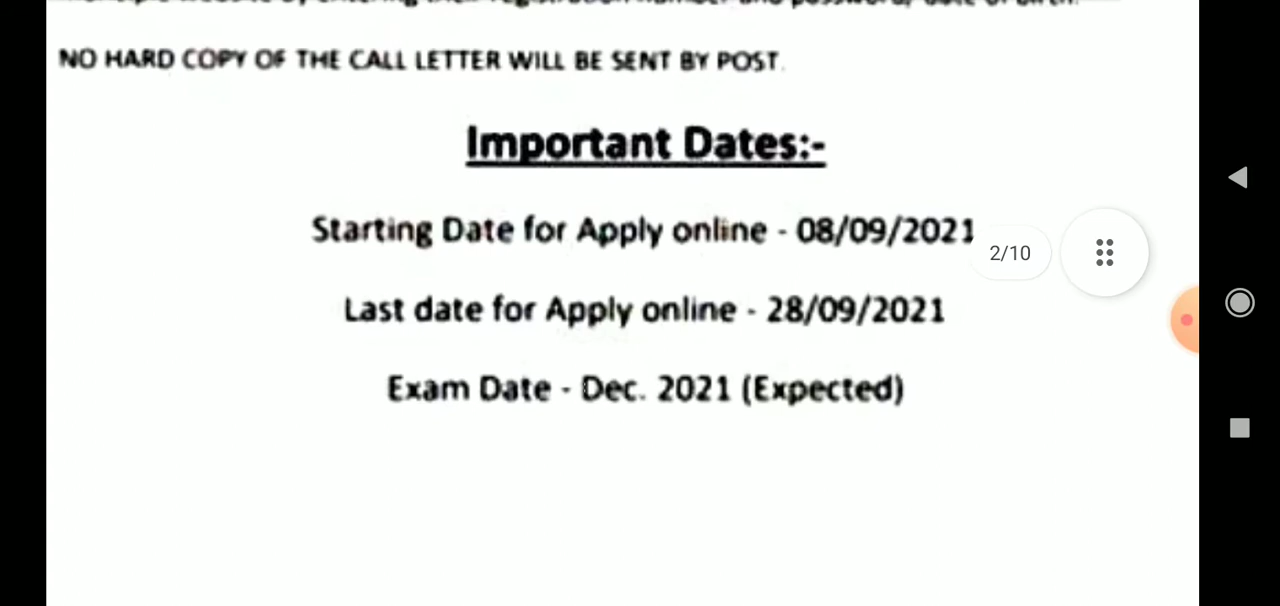 NO HARD COPY OF THE CALL LETTER WILL BE SENT BY POST.
Important Dates:-
Starting Date for Apply online - 08/09/2021
2/10
Last date for Apply online - 28/09/2021
Exam Date - Dec. 2021 (Expected)